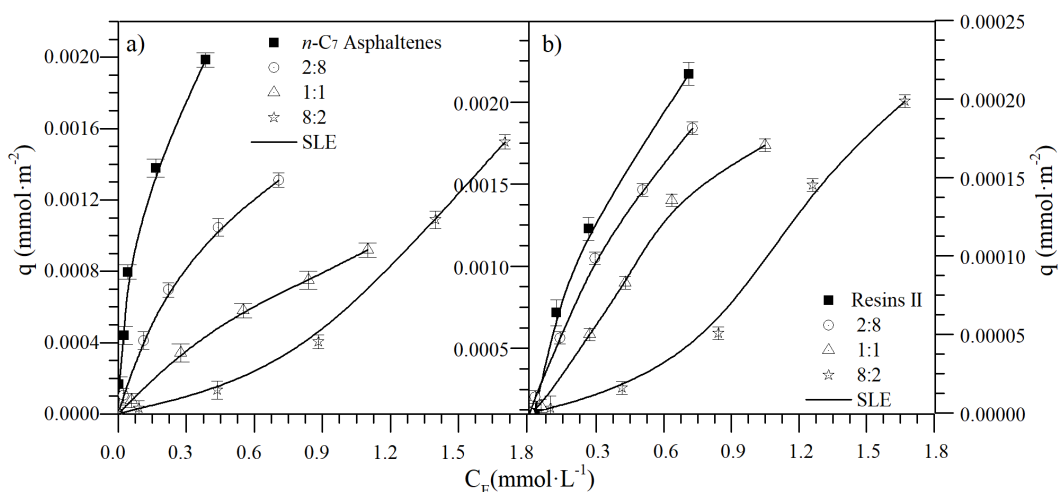 a)
n-C7 Asphaltenes
2:8
1:1
8:2
SLE
0.0020
0.0016
0.0012
0.0008
0.0004
0.0000
q (mmol·m-2)
0.0 0.3 0.6 0.9 1.2 1.5 1.8
b)
0.0020
0.0015
0.0010
0.0005
Resins II
2:8
1:1
8:2
SLE
0.00025
0.00020
0.00015
0.00010
0.00005
0.00000
q (mmol·m-2)
0.3 0.6 0.9 1.2 1.5 1.8
CE(mmol·L-1)